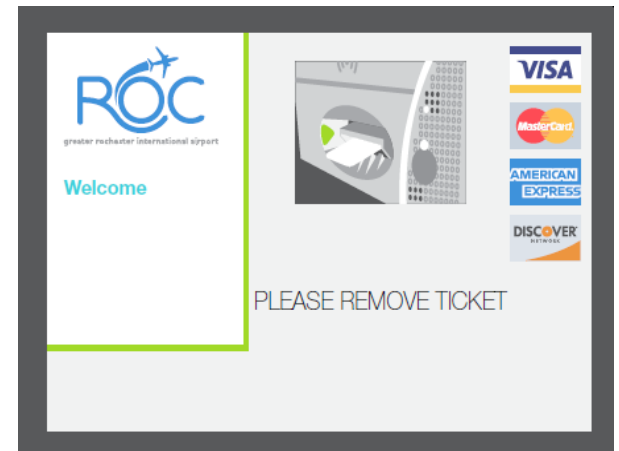 ROC
greater rochester international airport
Welcome
PLEASE REMOVE TICKET
VISA
MasterCard
AMERICAN
EXPRESS
DISCOVER
NETWORK